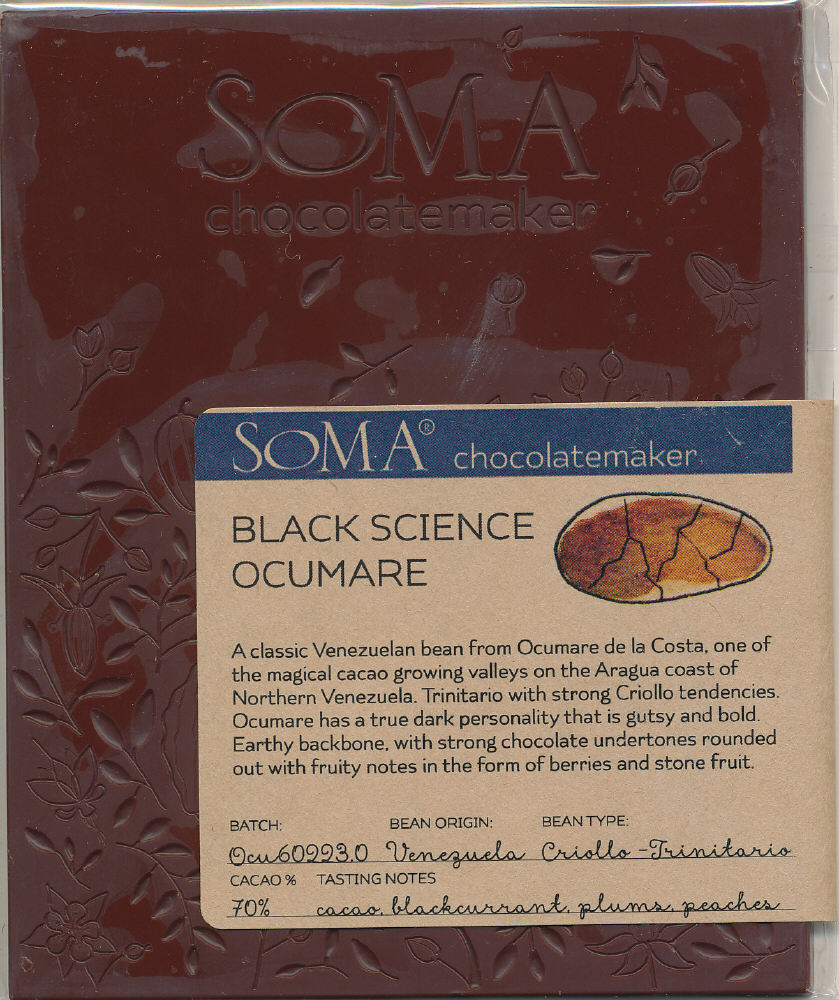 SOMA
chocolatemaker
SOMA® chocolatemaker
BLACK SCIENCE
OCUMARE
A classic Venezuelan bean from Ocumare de la Costa, one of
the magical cacao growing valleys on the Aragua coast of
Northern Venezuela. Trinitario with strong Criollo tendencies.
Ocumare has a true dark personality that is gutsy and bold.
Earthy backbone, with strong chocolate undertones rounded
out with fruity notes in the form of berries and stone fruit.
BATCH: BEAN ORIGIN: BEAN TYPE:
Ocu60223.0 Venezuela Criollo-Trinitario
CACAO % TASTING NOTES
70% cacao, blackcurrant, plums, peaches